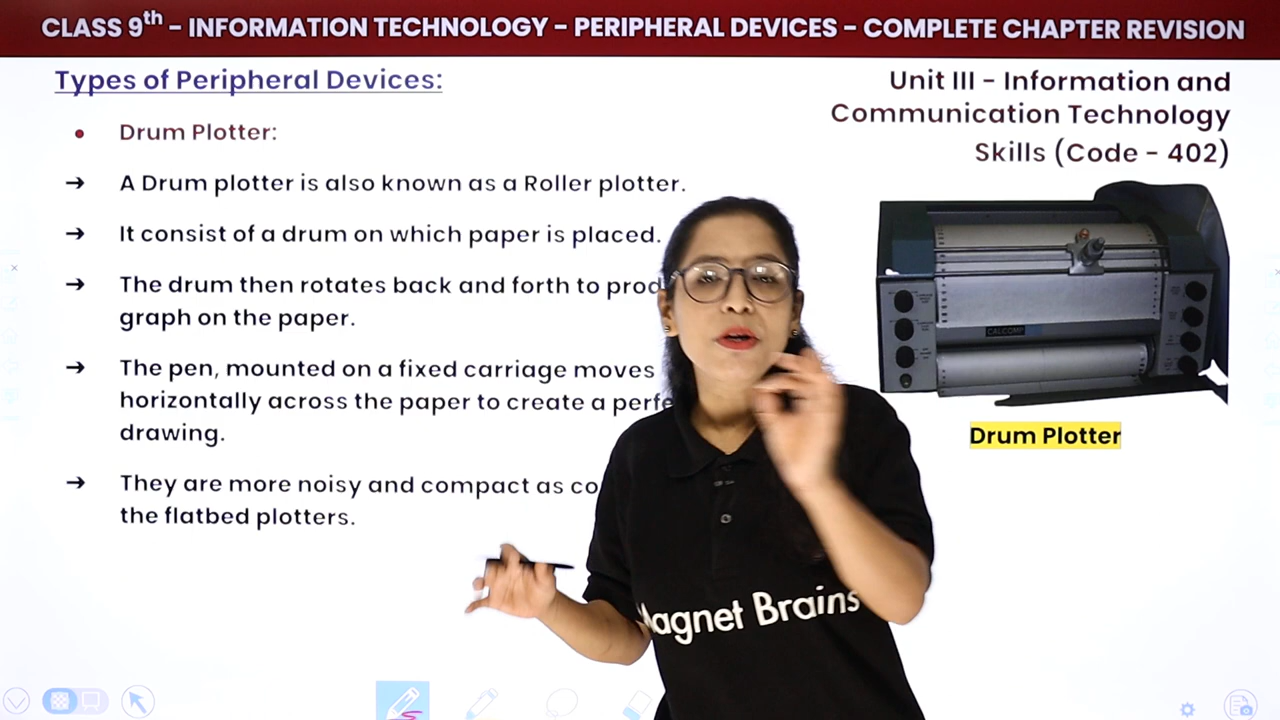 CLASS 9th - INFORMATION TECHNOLOGY - PERIPHERAL DEVICES - COMPLETE CHAPTER REVISION
Types of Peripheral Devices:
Unit III - Information and
Communication Technology
Skills (Code - 402)
• Drum Plotter:
→ A Drum plotter is also known as a Roller plotter.
→ It consist of a drum on which paper is placed.
→ The drum then rotates back and forth to
graph on the paper.
→ The pen, mounted on a fixed carriage moves
horizontally across the paper to create a
drawing.
→ They are more noisy and compact as
the flatbed plotters.
CALCOMP
Drum Plotter
Magnet Brains